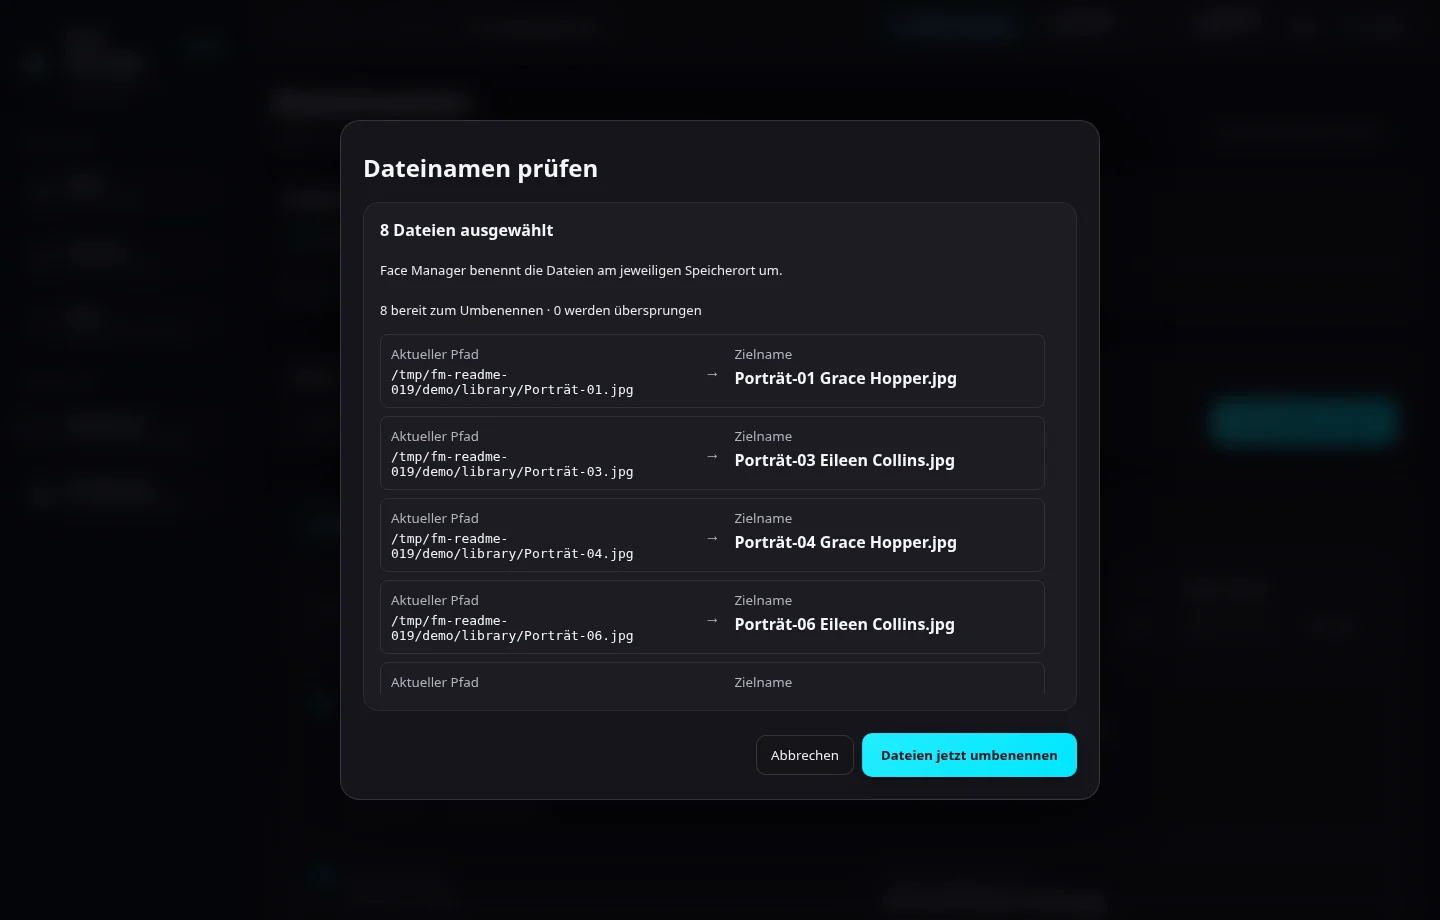 Dateinamen prüfen
8 Dateien ausgewählt
Face Manager benennt die Dateien am jeweiligen Speicherort um.
8 bereit zum Umbenennen · 0 werden übersprungen
Aktueller Pfad
/tmp/fm-readme-
019/demo/library/Porträt-01.jpg
→
Zielname
Porträt-01 Grace Hopper.jpg
Aktueller Pfad
/tmp/fm-readme-
019/demo/library/Porträt-03.jpg
→
Zielname
Porträt-03 Eileen Collins.jpg
Aktueller Pfad
/tmp/fm-readme-
019/demo/library/Porträt-04.jpg
→
Zielname
Porträt-04 Grace Hopper.jpg
Aktueller Pfad
/tmp/fm-readme-
019/demo/library/Porträt-06.jpg
→
Zielname
Porträt-06 Eileen Collins.jpg
Aktueller Pfad
Zielname
Abbrechen
Dateien jetzt umbenennen